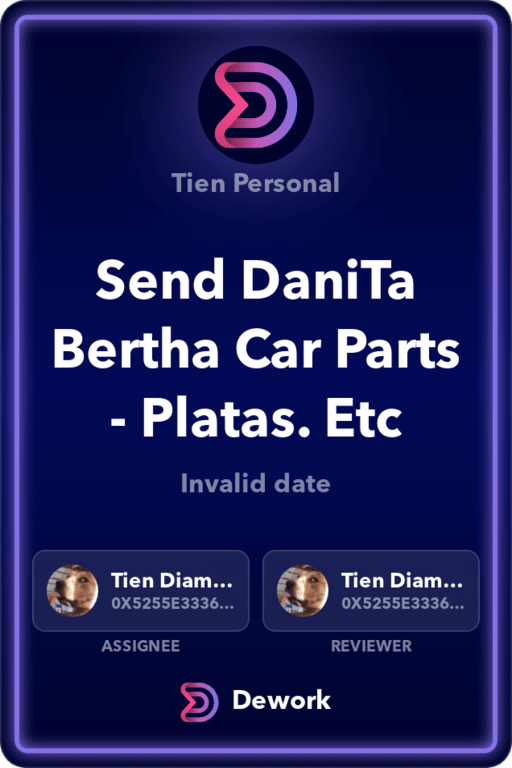 Tien Personal
Send DaniTa
Bertha Car Parts
- Platas. Etc
Invalid date
Tien Diam...
0X5255E3336...
ASSIGNEE
Tien Diam...
0X5255E3336...
REVIEWER
Dework